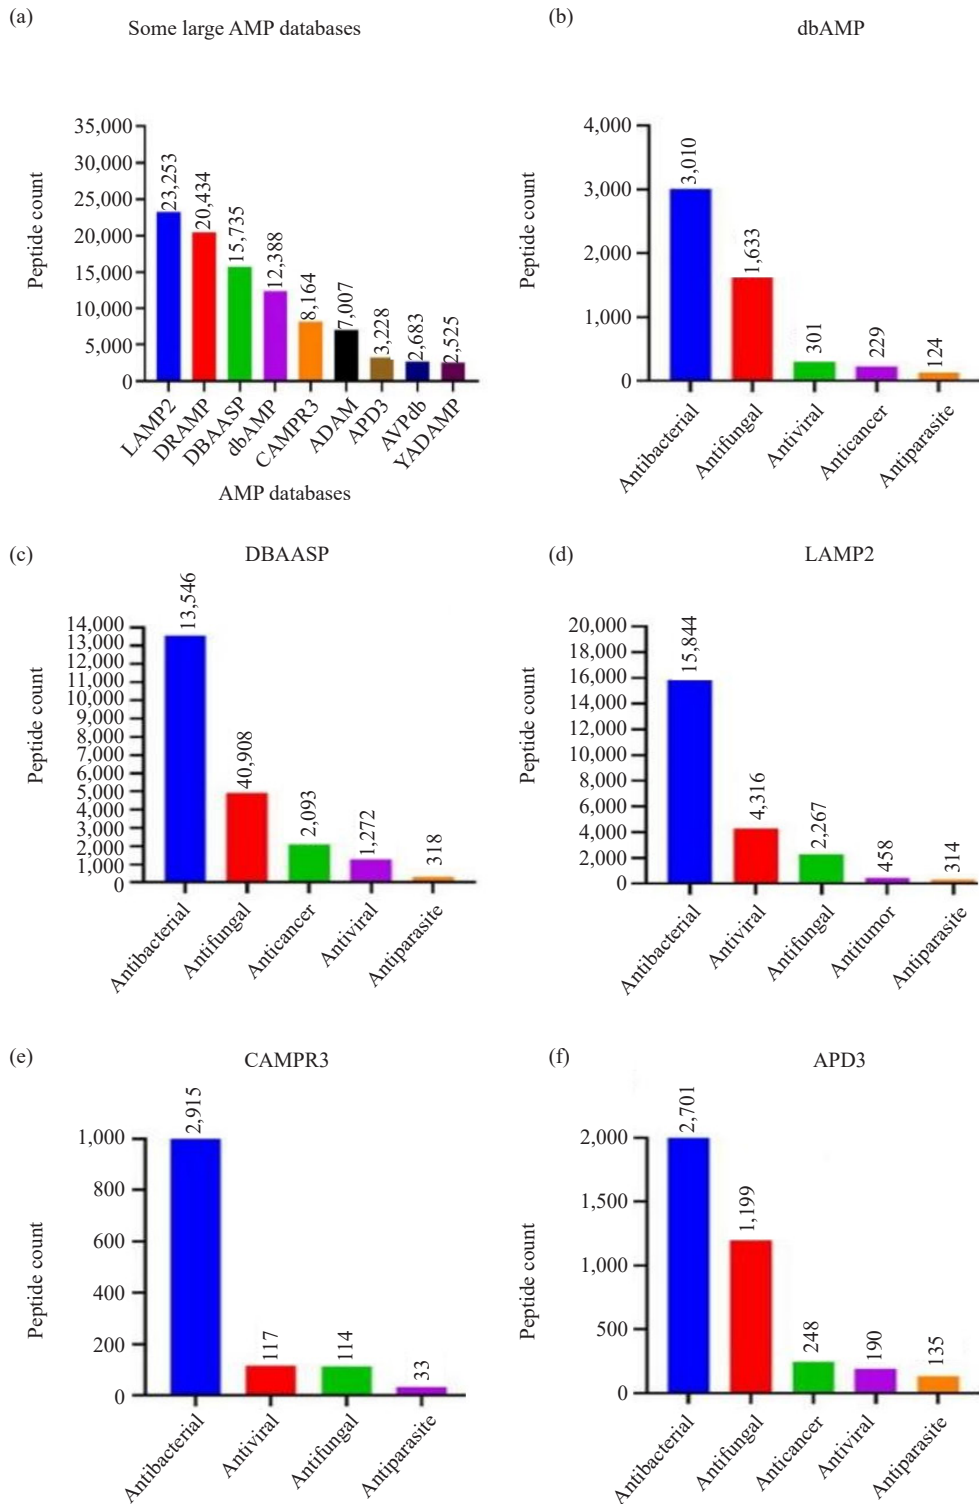 (a)
Some large AMP databases
Peptide count
35,000
30,000
25,000
20,000
15,000
10,000
5,000
0
23,253
20,434
15,735
12,388
8,164
7,007
3,228
2,683
2,525
LAMP2
DRAMP
DBAASP
dbAMP
CAMPR3
ADAM
APD3
AVPdb
YADAMP
AMP databases
(b)
dbAMP
Peptide count
4,000
3,000
2,000
1,000
0
3,010
1,633
301
229
124
Antibacterial
Antifungal
Antiviral
Anticancer
Antiparasite
(c)
DBAASP
Peptide count
14,000
13,000
12,000
11,000
10,000
9,000
8,000
7,000
6,000
5,000
4,000
3,000
2,000
1,000
0
13,546
40,908
2,093
1,272
318
Antibacterial
Antifungal
Anticancer
Antiviral
Antiparasite
(d)
LAMP2
Peptide count
20,000
18,000
16,000
14,000
10,000
8,000
6,000
4,000
2,000
0
15,844
4,316
2,267
458
314
Antibacterial
Antiviral
Antifungal
Antitumor
Antiparasite
(e)
CAMPR3
Peptide count
1,000
800
600
400
200
0
2,915
117
114
33
Antibacterial
Antiviral
Antifungal
Antiparasite
(f)
APD3
Peptide count
2,000
1,500
1,000
500
0
2,701
1,199
248
190
135
Antibacterial
Antifungal
Anticancer
Antiviral
Antiparasite